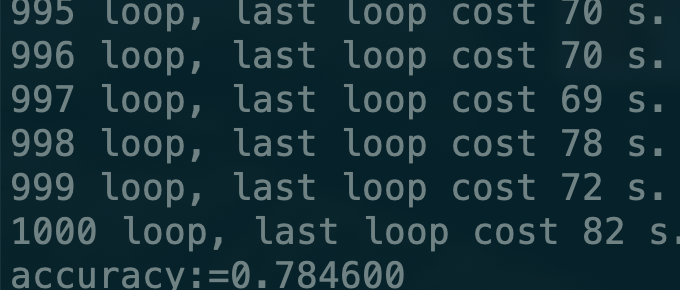 995 loop, last loop cost 70 s.
996 loop, last loop cost 70 s.
997 loop, last loop cost 69 s.
998 loop, last loop cost 78 s.
999 loop, last loop cost 72 s.
1000 loop, last loop cost 82 s.
accuracy:=0.784600